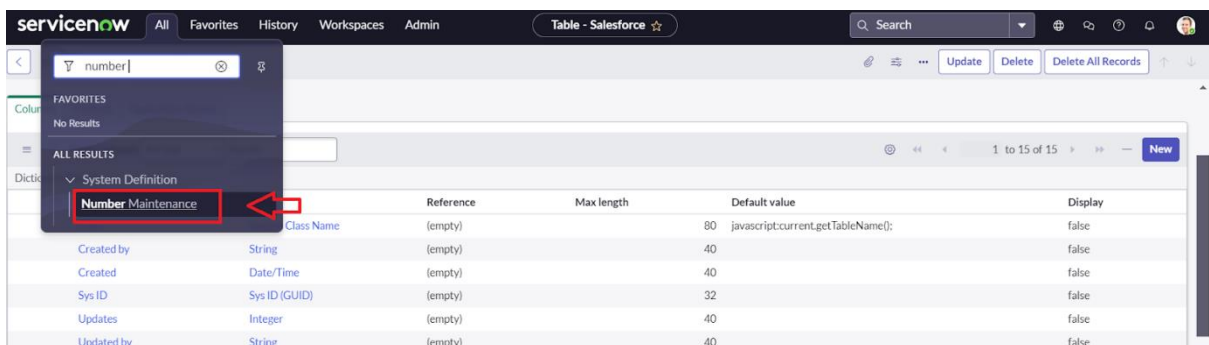 servicenow All Favorites History Workspaces Admin Table - Salesforce Search
number Update Delete Delete All Records
FAVORITES
Colur
No Results
ALL RESULTS 1 to 15 of 15 New
Dictic System Definition
Number Maintenance Reference Max length Default value Display
Class Name (empty) 80 javascript:current.getTableName(); false
Created by String (empty) 40 false
Created Date/Time (empty) 40 false
Sys ID Sys ID (GUID) (empty) 32 false
Updates Integer (empty) 40 false
Updated by String (empty) 40 false